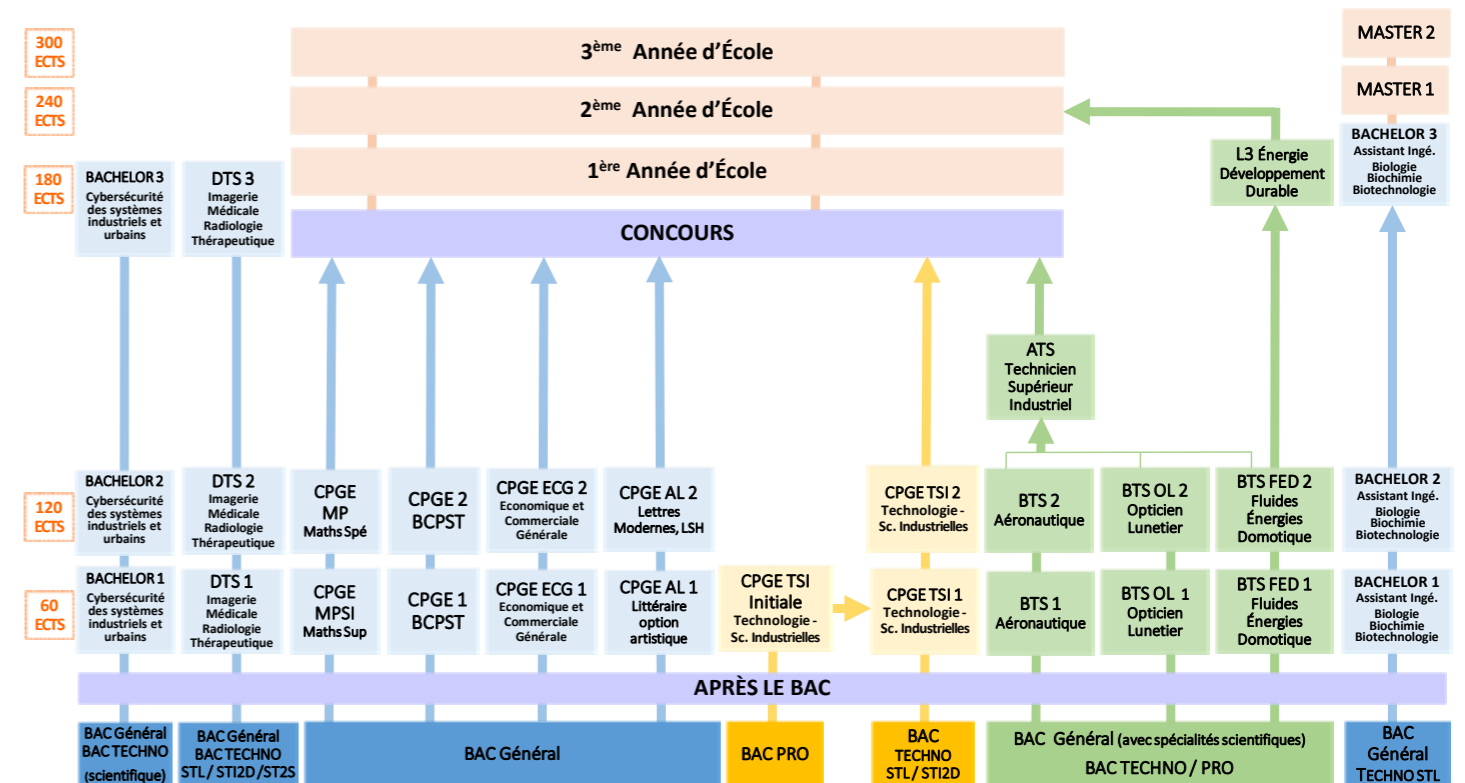 300
ECTS
3ème Année d’École
MASTER 2
240
ECTS
2ème Année d’École
MASTER 1
180
ECTS
BACHELOR 3
Cybersécurité
des systèmes
industriels et
urbains
DTS 3
Imagerie
Médicale
Radiologie
Thérapeutique
1ère Année d’École
L3 Énergie
Développement
Durable
BACHELOR 3
Assistant Ingé.
Biologie
Biochimie
Biotechnologie
CONCOURS
ATS
Technicien
Supérieur
Industriel
120
ECTS
BACHELOR 2
Cybersécurité
des systèmes
industriels et
urbains
DTS 2
Imagerie
Médicale
Radiologie
Thérapeutique
CPGE
MP
Maths Spé
CPGE 2
BCPST
CPGE ECG 2
Economique et
Commerciale
Générale
CPGE AL 2
Lettres
Modernes, LSH
CPGE TSI 2
Technologie -
Sc. Industrielles
BTS 2
Aéronautique
BTS OL 2
Opticien
Lunetier
BTS FED 2
Fluides
Énergies
Domotique
BACHELOR 2
Assistant Ingé.
Biologie
Biochimie
Biotechnologie
60
ECTS
BACHELOR 1
Cybersécurité
des systèmes
industriels et
urbains
DTS 1
Imagerie
Médicale
Radiologie
Thérapeutique
CPGE
MPSI
Maths Sup
CPGE 1
BCPST
CPGE ECG 1
Economique et
Commerciale
Générale
CPGE AL 1
Littéraire
option
artistique
CPGE TSI
Initiale
Technologie -
Sc. Industrielles
CPGE TSI 1
Technologie -
Sc. Industrielles
BTS 1
Aéronautique
BTS OL 1
Opticien
Lunetier
BTS FED 1
Fluides
Énergies
Domotique
BACHELOR 1
Assistant Ingé.
Biologie
Biochimie
Biotechnologie
APRÈS LE BAC
BAC Général
BAC TECHNO
(scientifique)
BAC Général
BAC TECHNO
STL / STI2D /ST2S
BAC Général
BAC PRO
BAC
TECHNO
STL / STI2D
BAC Général (avec spécialités scientifiques)
BAC TECHNO / PRO
BAC
Général
TECHNO STL